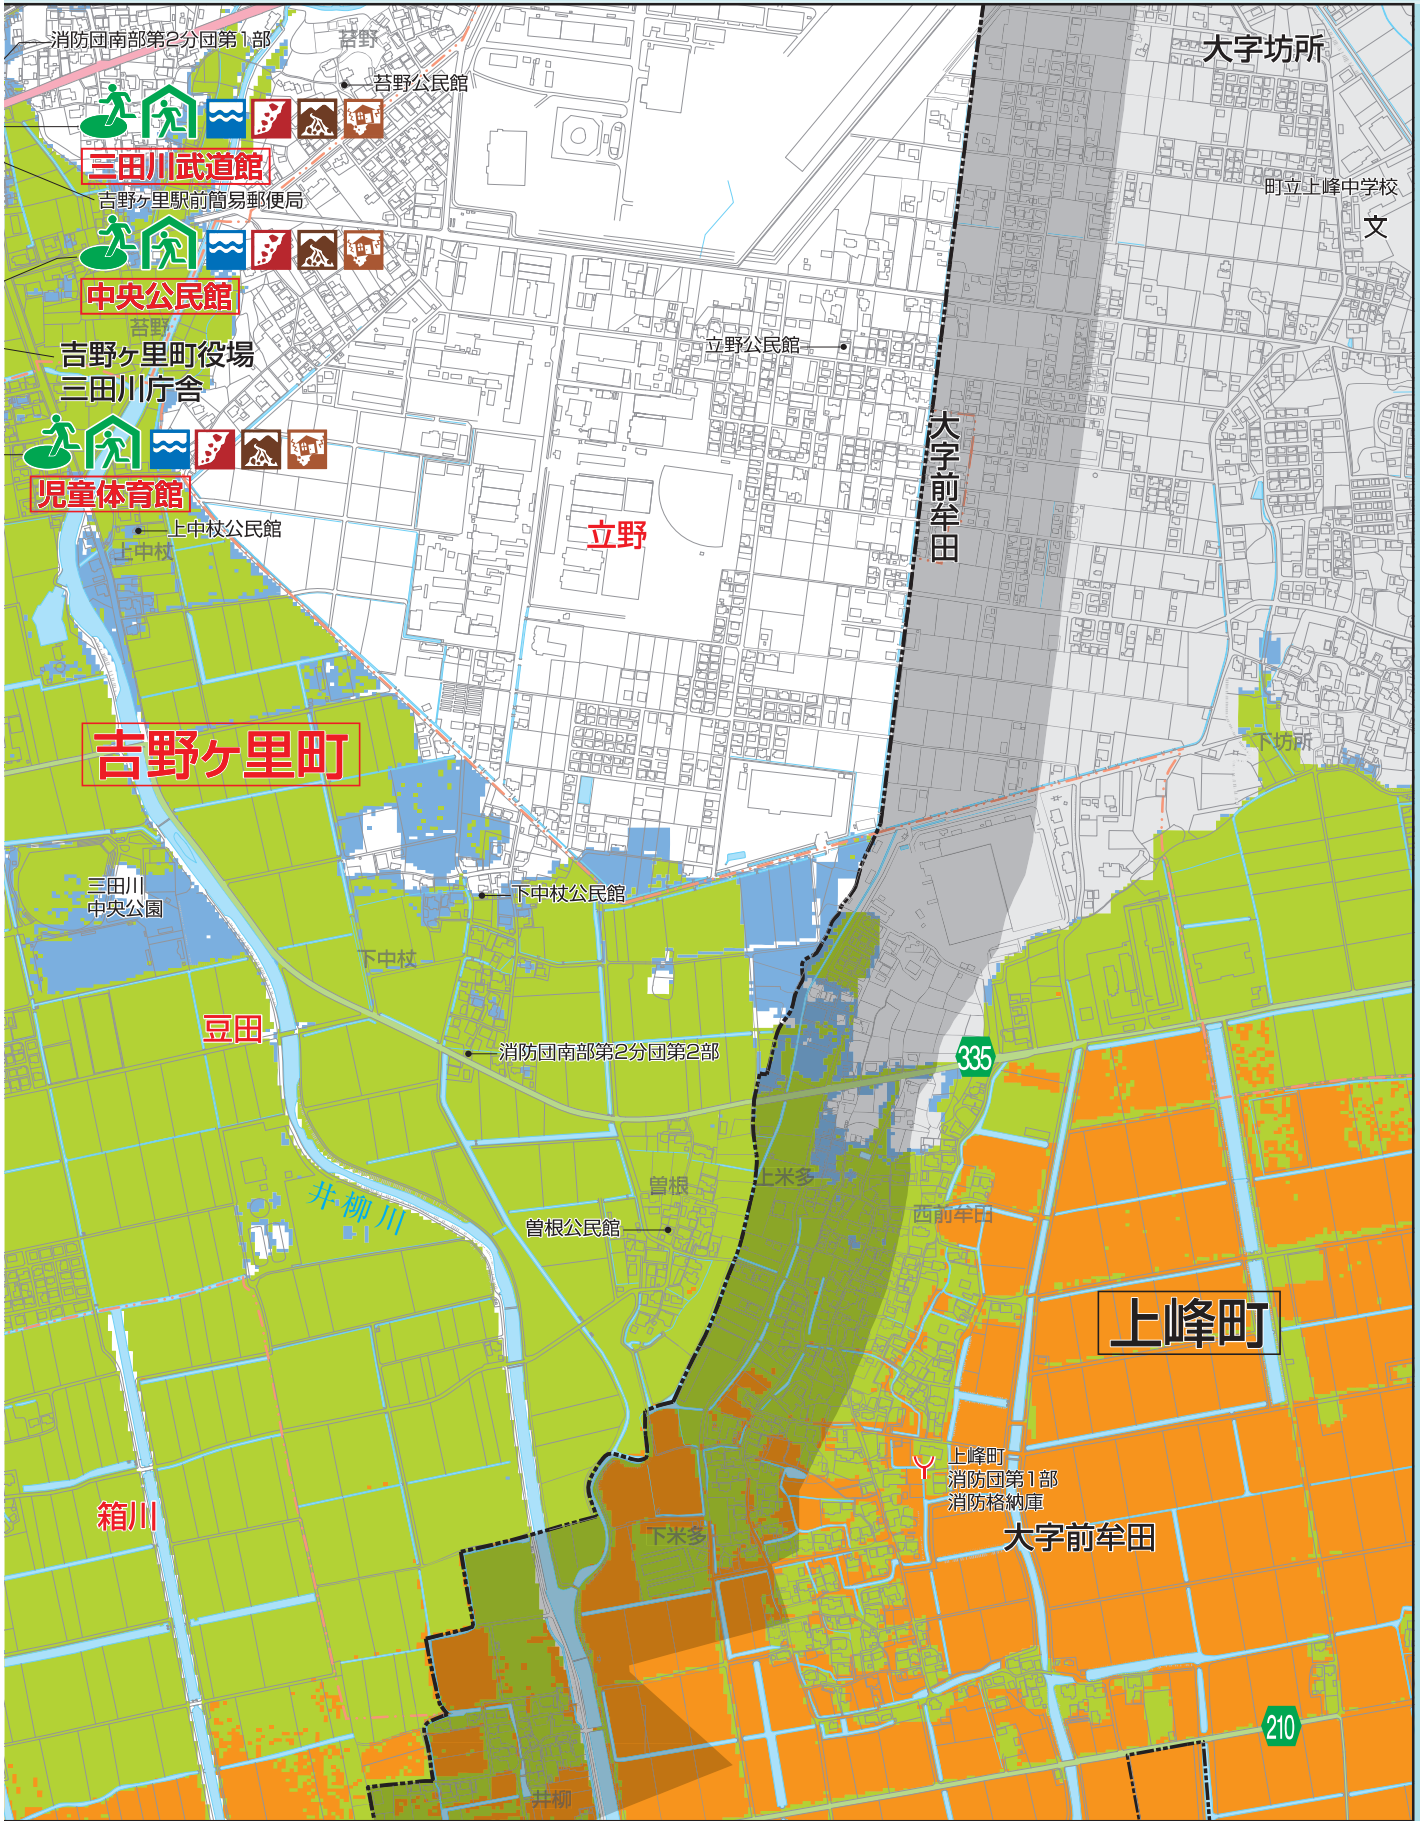 消防団南部第2分団第1部
苔野
大字坊所
苔野公民館
三田川武道館
吉野ヶ里駅前簡易郵便局
町立上峰中学校
文
中央公民館
苔野
吉野ヶ里町役場
三田川庁舎
立野公民館
大字前牟田
児童体育館
上中杖公民館
上中杖
立野
下坊所
吉野ヶ里町
三田川
中央公園
下中杖公民館
下中杖
豆田
消防団南部第2分団第2部
335
上米多
曽根
井柳川
西前牟田
曽根公民館
上峰町
上峰町
消防団第1部
消防格納庫
箱川
下米多
大字前牟田
210
井柳